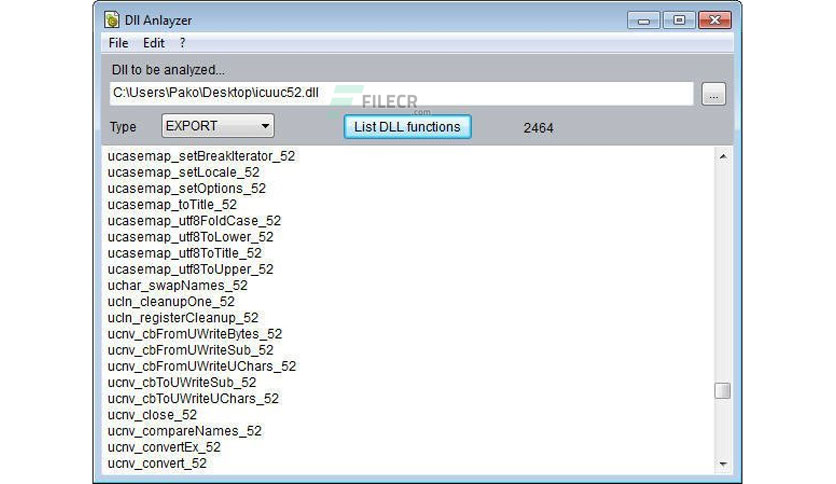 Dll Anlayzer
File Edit ?
Dll to be analyzed...
C:\Users\Pako\Desktop\icuuc52.dll
...
FILECR
.com
Type EXPORT List DLL functions 2464
ucasemap_setBreakIterator_52
ucasemap_setLocale_52
ucasemap_setOptions_52
ucasemap_toTitle_52
ucasemap_utf8FoldCase_52
ucasemap_utf8ToLower_52
ucasemap_utf8ToTitle_52
ucasemap_utf8ToUpper_52
uchar_swapNames_52
ucln_cleanupOne_52
ucln_registerCleanup_52
ucnv_cbFromUWriteBytes_52
ucnv_cbFromUWriteSub_52
ucnv_cbFromUWriteUChars_52
ucnv_cbToUWriteSub_52
ucnv_cbToUWriteUChars_52
ucnv_close_52
ucnv_compareNames_52
ucnv_convertEx_52
ucnv_convert_52